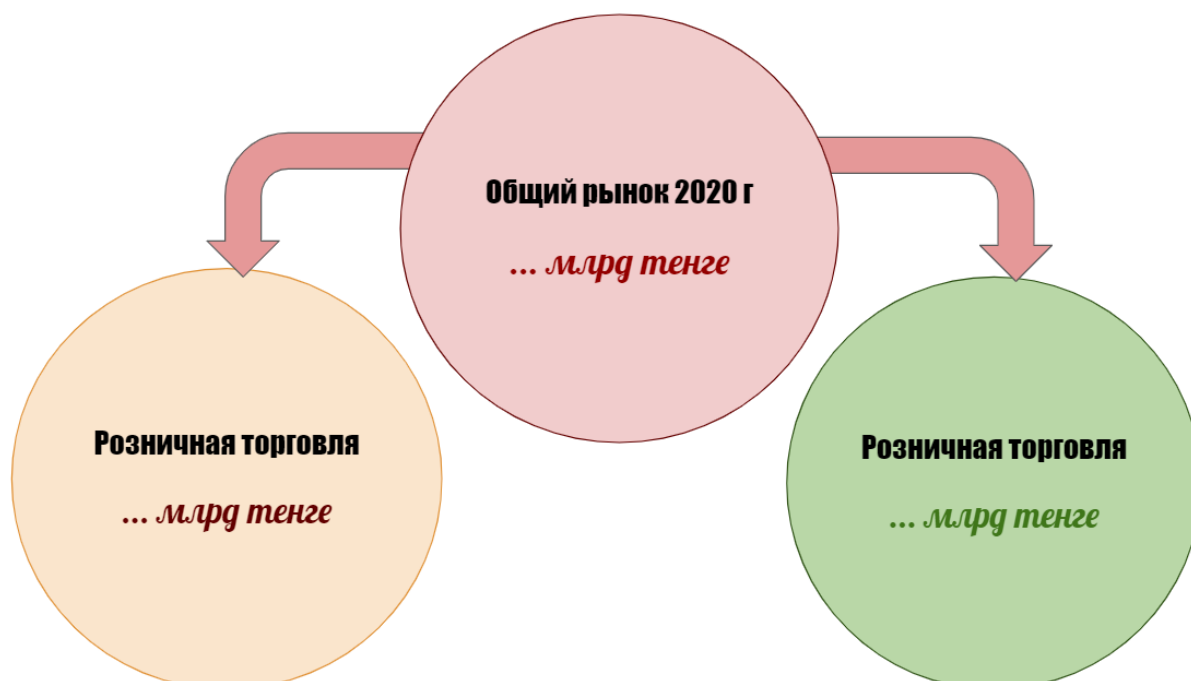 Общий рынок 2020 г
... млрд тенге
Розничная торговля
... млрд тенге
Розничная торговля
... млрд тенге